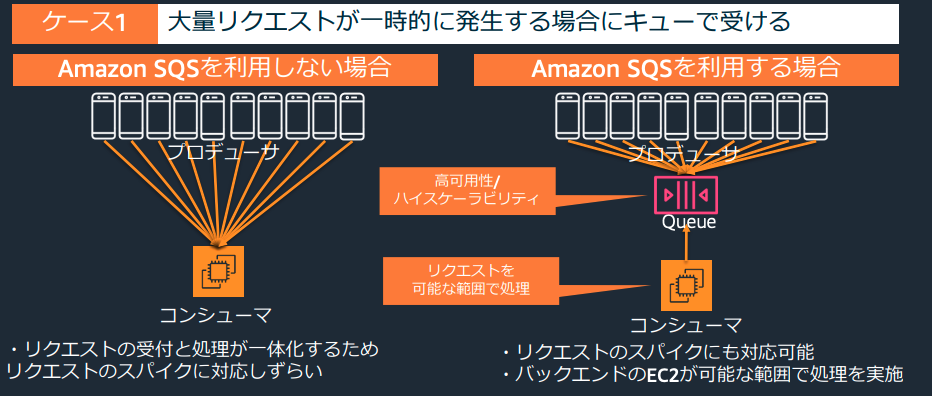 ケース1
大量リクエストが一時的に発生する場合にキューで受ける
Amazon SQSを利用しない場合
プロデューサ
コンシューマ
・リクエストの受付と処理が一体化するため
リクエストのスパイクに対応しずらい
Amazon SQSを利用する場合
プロデューサ
高可用性/
ハイスケーラビリティ
Queue
リクエストを
可能な範囲で処理
コンシューマ
・リクエストのスパイクにも対応可能
・バックエンドのEC2が可能な範囲で処理を実施